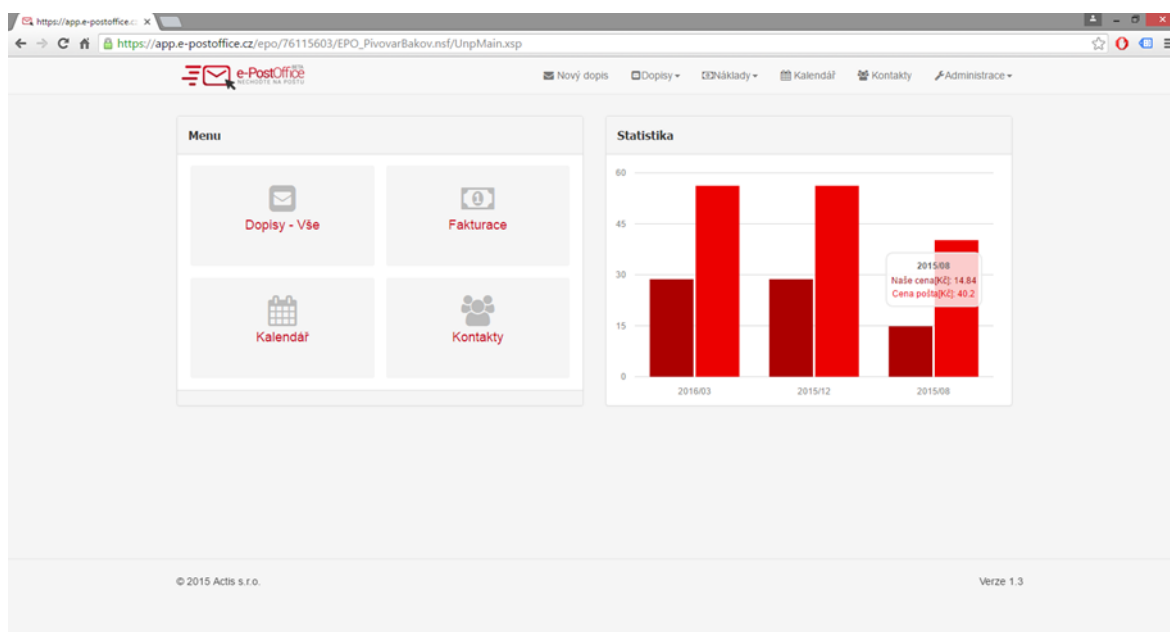 https://app.e-postoffice.c:
https://app.e-postoffice.cz/epo/76115603/EPO_PivovarBakov.nsf/UnpMain.xsp
e-PostOffice BETA
NECHOĎTE NA POŠTU
Nový dopis Dopisy Náklady Kalendář Kontakty Administrace
Menu
Dopisy - Vše
Fakturace
Kalendář
Kontakty
Statistika
60
45
30
15
0
2015/08
Naše cena[Kč]: 14.84
Cena pošta[Kč]: 40.2
2016/03 2015/12 2015/08
© 2015 Actis s.r.o.
Verze 1.3